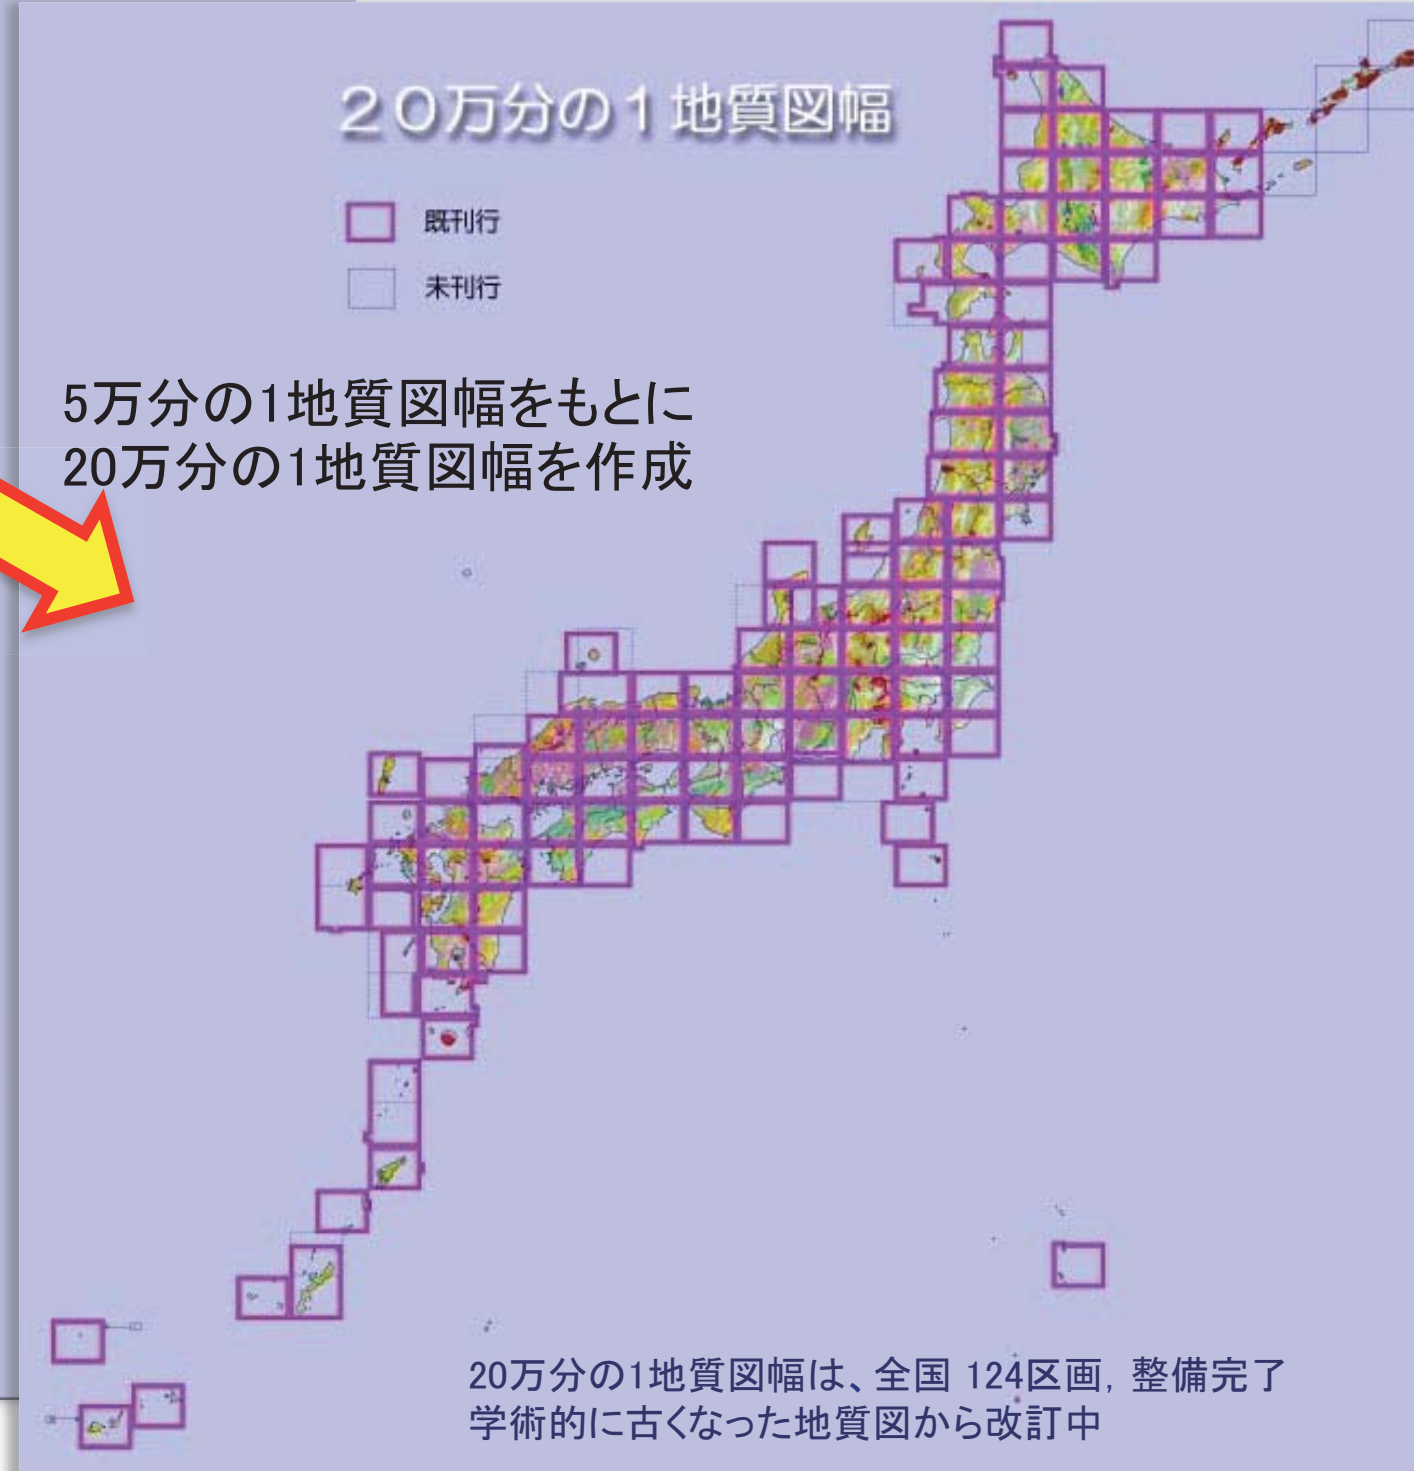 20万分の1地質図幅
既刊行
未刊行
5万分の1地質図幅をもとに
20万分の1地質図幅を作成
20万分の1地質図幅は、全国 124区画, 整備完了
学術的に古くなった地質図から改訂中